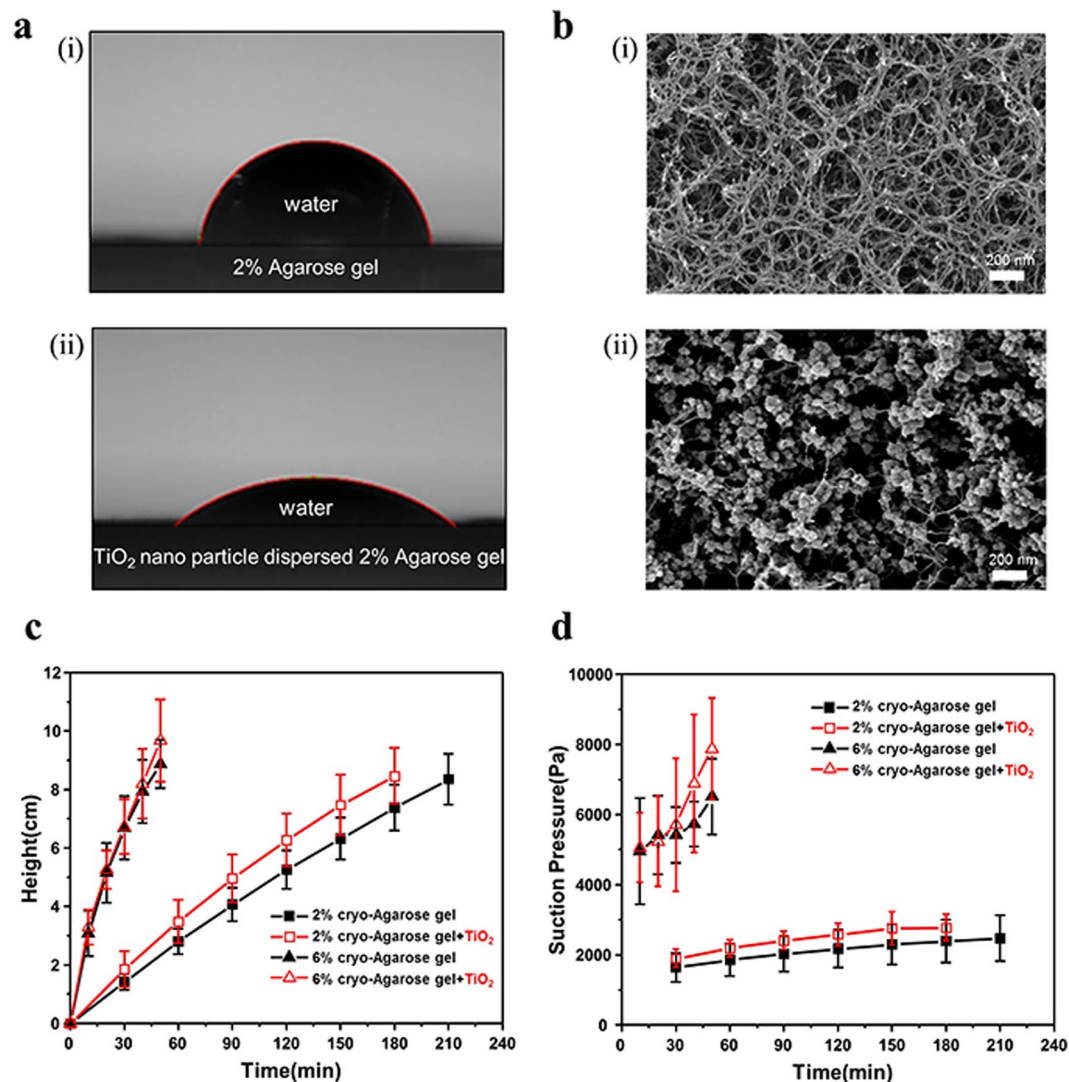 a
(i)
water
2% Agarose gel
(ii)
water
TiO₂ nano particle dispersed 2% Agarose gel
b
(i)
200 nm
(ii)
200 nm
c
12
10
8
6
4
2
0
Height(cm)
2% cryo-Agarose gel
2% cryo-Agarose gel+TiO₂
6% cryo-Agarose gel
6% cryo-Agarose gel+TiO₂
0 30 60 90 120 150 180 210 240
Time(min)
d
10000
8000
6000
4000
2000
0
Suction Pressure(Pa)
2% cryo-Agarose gel
2% cryo-Agarose gel+TiO₂
6% cryo-Agarose gel
6% cryo-Agarose gel+TiO₂
0 30 60 90 120 150 180 210 240
Time(min)